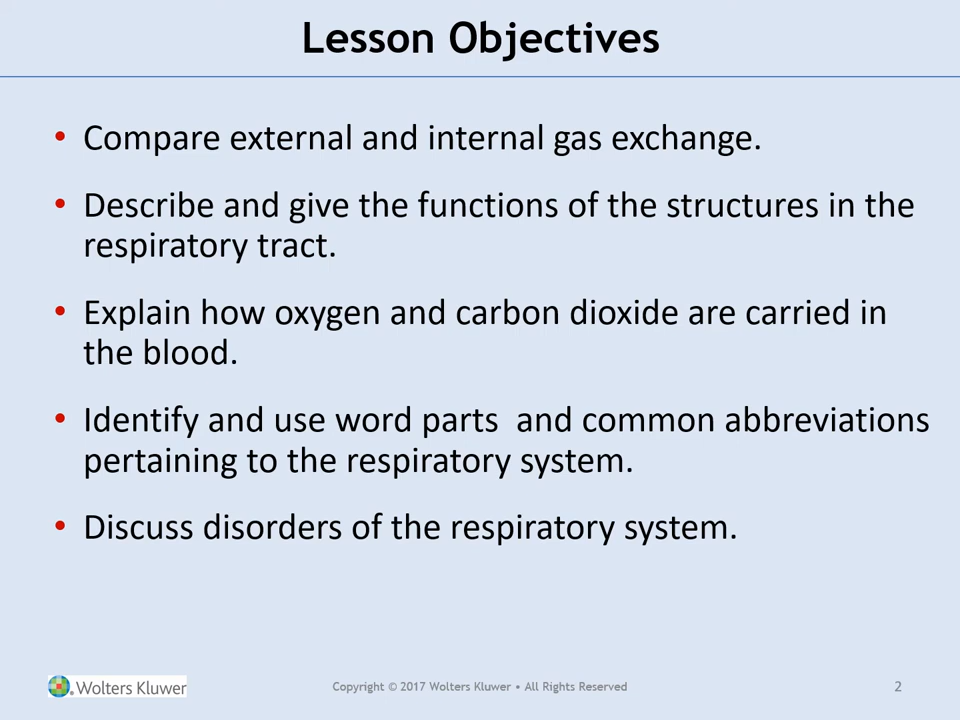 Lesson Objectives
• Compare external and internal gas exchange.
• Describe and give the functions of the structures in the
respiratory tract.
• Explain how oxygen and carbon dioxide are carried in
the blood.
• Identify and use word parts  and common abbreviations
pertaining to the respiratory system.
• Discuss disorders of the respiratory system.
Wolters Kluwer
Copyright © 2017 Wolters Kluwer • All Rights Reserved
2